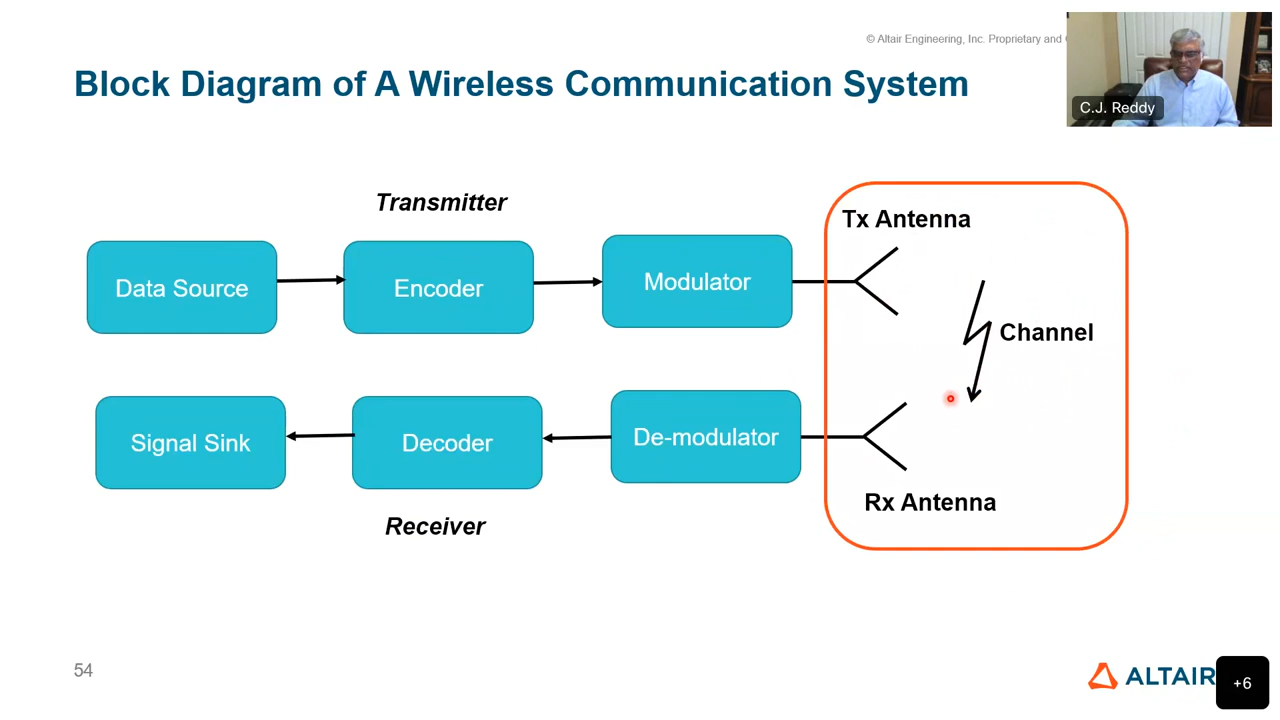 © Altair Engineering, Inc. Proprietary and
C.J. Reddy
Block Diagram of A Wireless Communication System
Transmitter
Tx Antenna
Data Source
Encoder
Modulator
Channel
Signal Sink
Decoder
De-modulator
Rx Antenna
Receiver
54
ALTAIR
+6